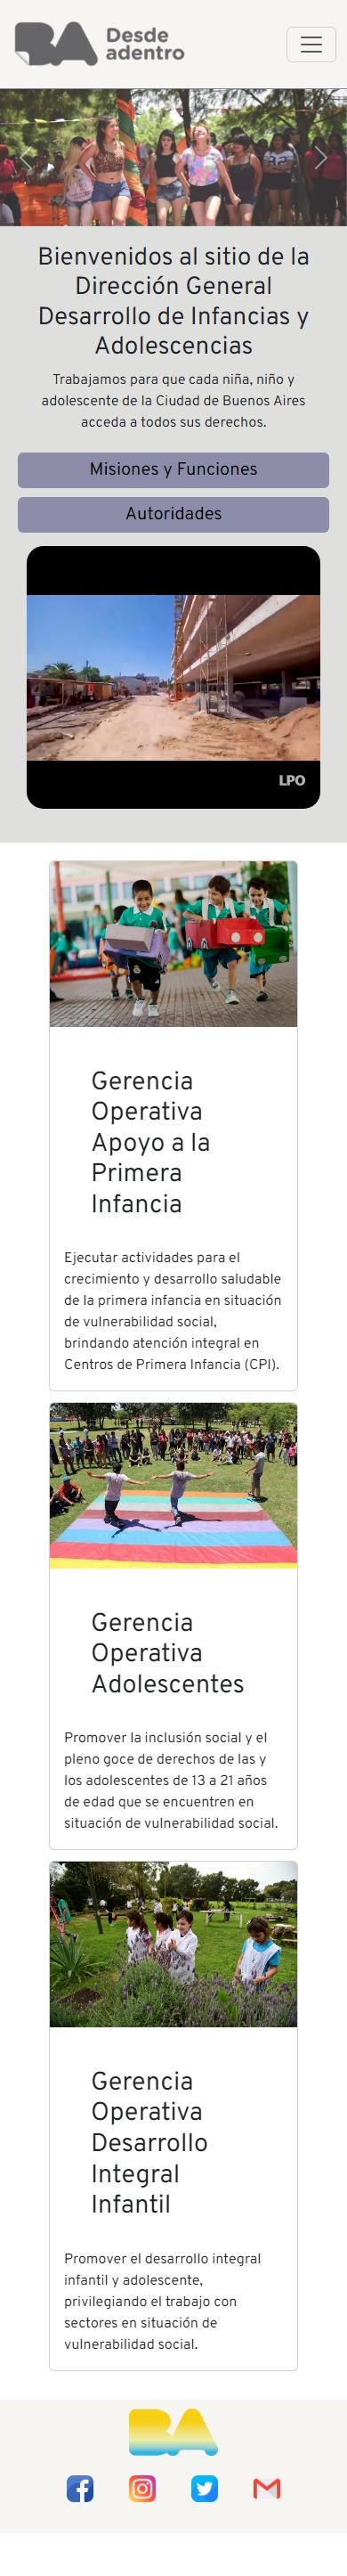 BA Desde
adentro
Bienvenidos al sitio de la
Dirección General
Desarrollo de Infancias y
Adolescencias
Trabajamos para que cada niña, niño y
adolescente de la Ciudad de Buenos Aires
acceda a todos sus derechos.
Misiones y Funciones
Autoridades
LPO
Gerencia
Operativa
Apoyo a la
Primera
Infancia
Ejecutar actividades para el
crecimiento y desarrollo saludable
de la primera infancia en situación
de vulnerabilidad social,
brindando atención integral en
Centros de Primera Infancia (CPI).
Gerencia
Operativa
Adolescentes
Promover la inclusión social y el
pleno goce de derechos de las y
los adolescentes de 13 a 21 años
de edad que se encuentren en
situación de vulnerabilidad social.
Gerencia
Operativa
Desarrollo
Integral
Infantil
Promover el desarrollo integral
infantil y adolescente,
privilegiando el trabajo con
sectores en situación de
vulnerabilidad social.
BA